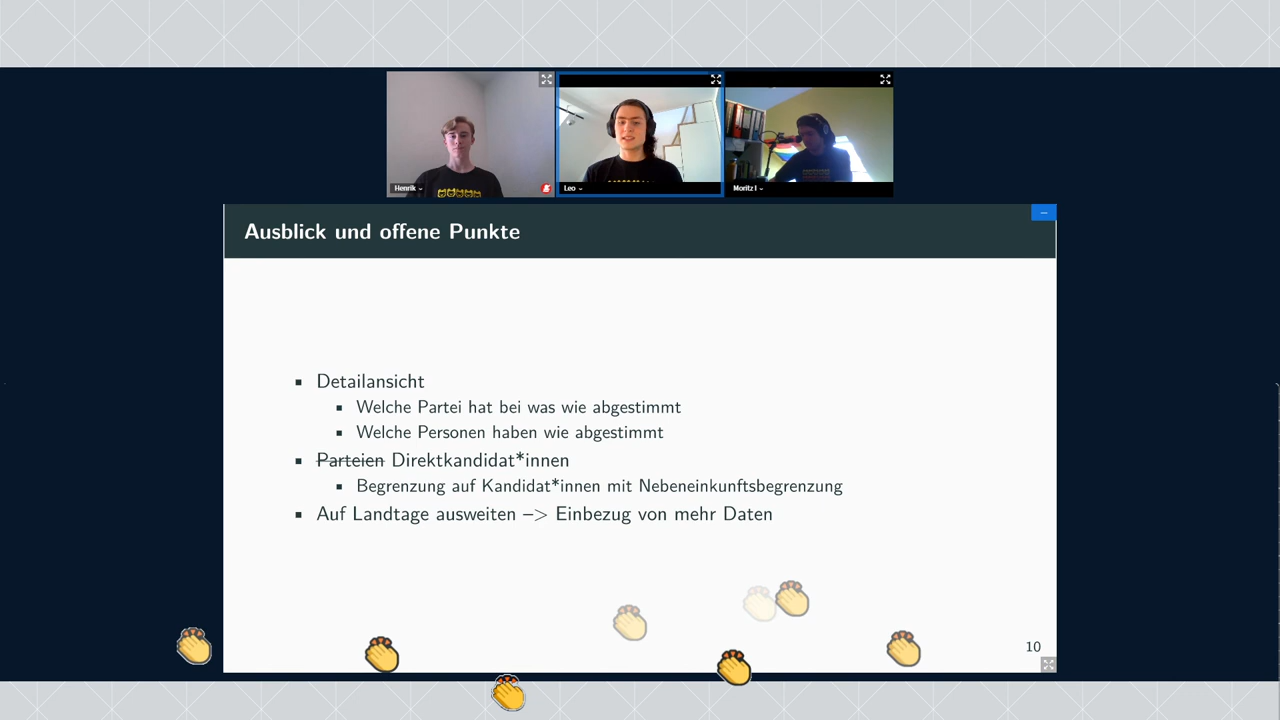 Henrik
Leo
Moritz l
Ausblick und offene Punkte
Detailansicht
Welche Partei hat bei was wie abgestimmt
Welche Personen haben wie abgestimmt
Parteien Direktkandidat*innen
Begrenzung auf Kandidat*innen mit Nebeneinkunftsbegrenzung
Auf Landtage ausweiten –> Einbezug von mehr Daten
10